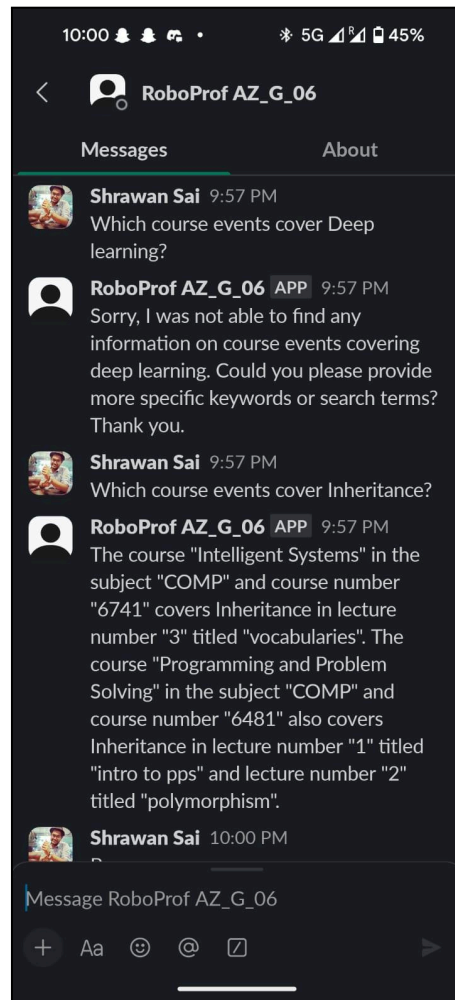 10:00
5G R 45%
RoboProf AZ_G_06
Messages About
Shrawan Sai 9:57 PM
Which course events cover Deep
learning?
RoboProf AZ_G_06 APP 9:57 PM
Sorry, I was not able to find any
information on course events covering
deep learning. Could you please provide
more specific keywords or search terms?
Thank you.
Shrawan Sai 9:57 PM
Which course events cover Inheritance?
RoboProf AZ_G_06 APP 9:57 PM
The course "Intelligent Systems" in the
subject "COMP" and course number
"6741" covers Inheritance in lecture
number "3" titled "vocabularies". The
course "Programming and Problem
Solving" in the subject "COMP" and
course number "6481" also covers
Inheritance in lecture number "1" titled
"intro to pps" and lecture number "2"
titled "polymorphism".
Shrawan Sai 10:00 PM
Message RoboProf AZ_G_06
+ Aa @ /